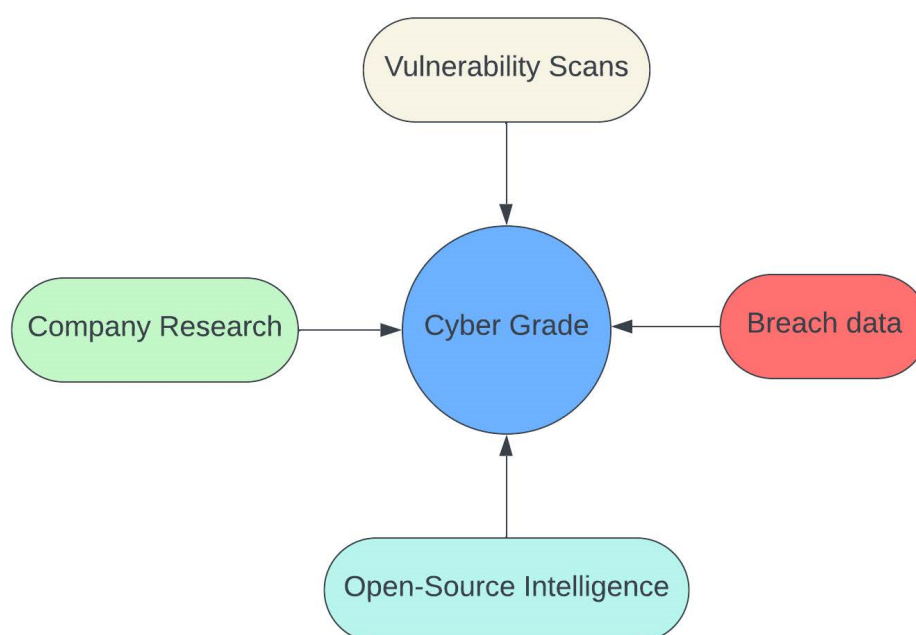 Vulnerability Scans
Company Research
Cyber Grade
Breach data
Open-Source Intelligence